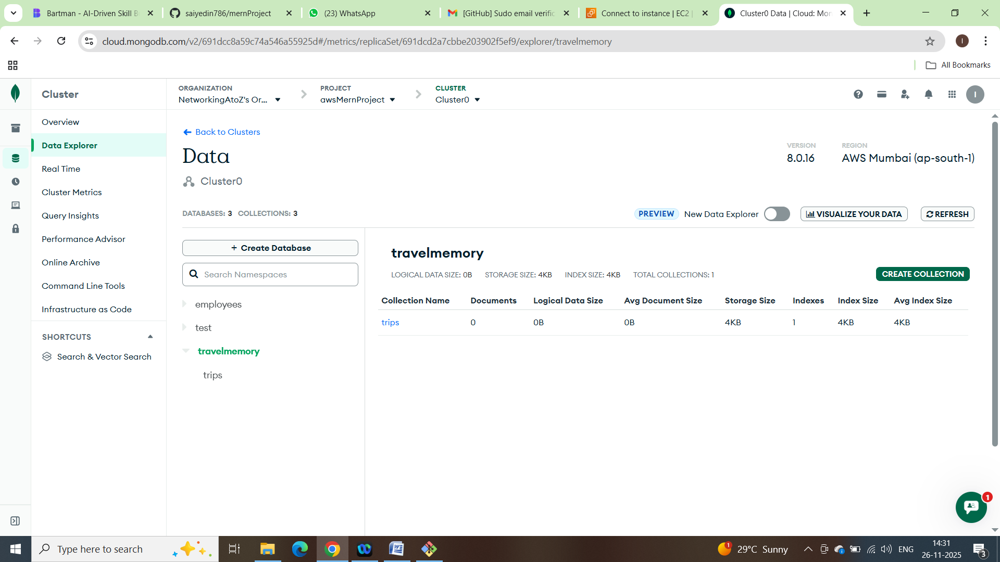 Bartman - AI-Driven Skill B
saiyedin786/mernProject
(23) WhatsApp
[GitHub] Sudo email verific
Connect to instance | EC2 |
Cluster0 Data | Cloud: Mon
cloud.mongodb.com/v2/691dcc8a59c74a546a55925d#/metrics/replicaSet/691dcd2a7cbbe203902f5ef9/explorer/travelmemory
I
All Bookmarks
Cluster
ORGANIZATION
NetworkingAtoZ's Or...
PROJECT
awsMernProject
CLUSTER
Cluster0
I
Overview
Data Explorer
Real Time
Cluster Metrics
Query Insights
Performance Advisor
Online Archive
Command Line Tools
Infrastructure as Code
SHORTCUTS
Search & Vector Search
Back to Clusters
Data
Cluster0
VERSION
8.0.16
REGION
AWS Mumbai (ap-south-1)
DATABASES: 3 COLLECTIONS: 3
PREVIEW New Data Explorer
VISUALIZE YOUR DATA
REFRESH
+ Create Database
Search Namespaces
employees
test
travelmemory
trips
travelmemory
LOGICAL DATA SIZE: 0B STORAGE SIZE: 4KB INDEX SIZE: 4KB TOTAL COLLECTIONS: 1
CREATE COLLECTION
Collection Name Documents Logical Data Size Avg Document Size Storage Size Indexes Index Size Avg Index Size
trips 0 0B 0B 4KB 1 4KB 4KB
1
Type here to search
1
29°C Sunny
ENG
14:31
26-11-2025
3